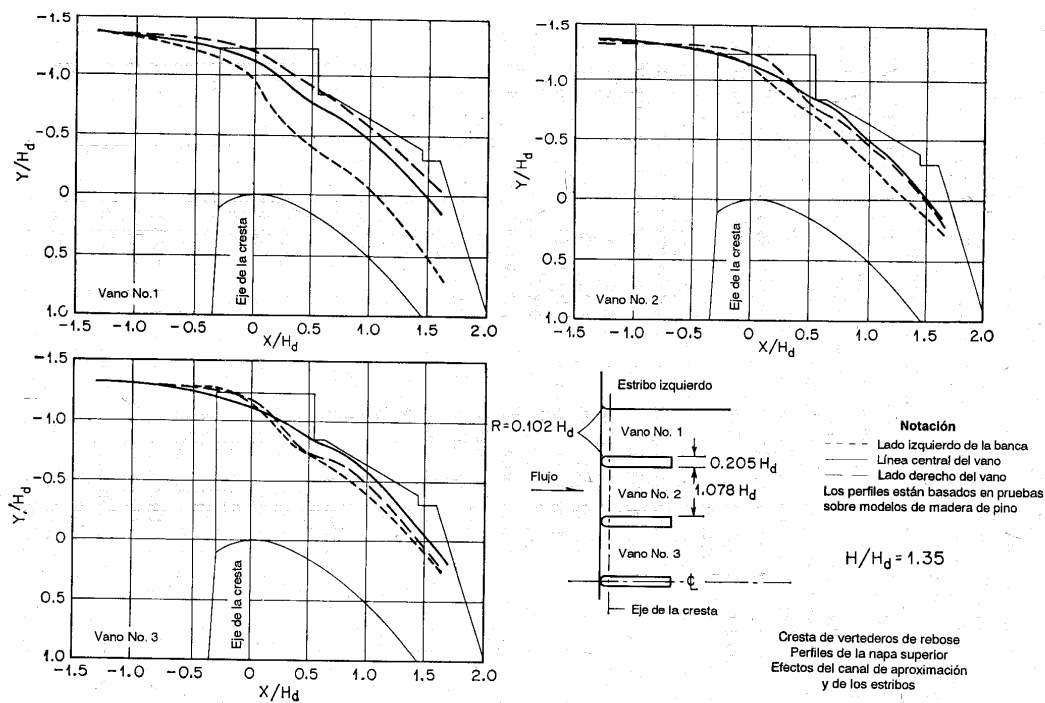 -1.5
-1.0
-0.5
0
0.5
1.0
Y/Hd
Vano No.1
Eje de la cresta
-1.5 -1.0 -0.5 0 0.5 1.0 1.5 2.0
X/Hd
-1.5
-1.0
-0.5
0
0.5
1.0
Y/Hd
Vano No. 2
Eje de la cresta
-1.5 -1.0 -0.5 0 0.5 1.0 1.5 2.0
X/Hd
-1.5
-1.0
-0.5
0
0.5
1.0
Y/Hd
Vano No. 3
Eje de la cresta
-1.5 -1.0 -0.5 0 0.5 1.0 1.5 2.0
X/Hd
Estribo izquierdo
R=0.102 Hd
Vano No. 1
0.205 Hd
Flujo
Vano No. 2
1.078 Hd
Vano No. 3
℄
Eje de la cresta
Notación
Lado izquierdo de la banca
Línea central del vano
Lado derecho del vano
Los perfiles están basados en pruebas
sobre modelos de madera de pino
H/Hd=1.35
Cresta de vertederos de rebose
Perfiles de la napa superior
Efectos del canal de aproximación
y de los estribos